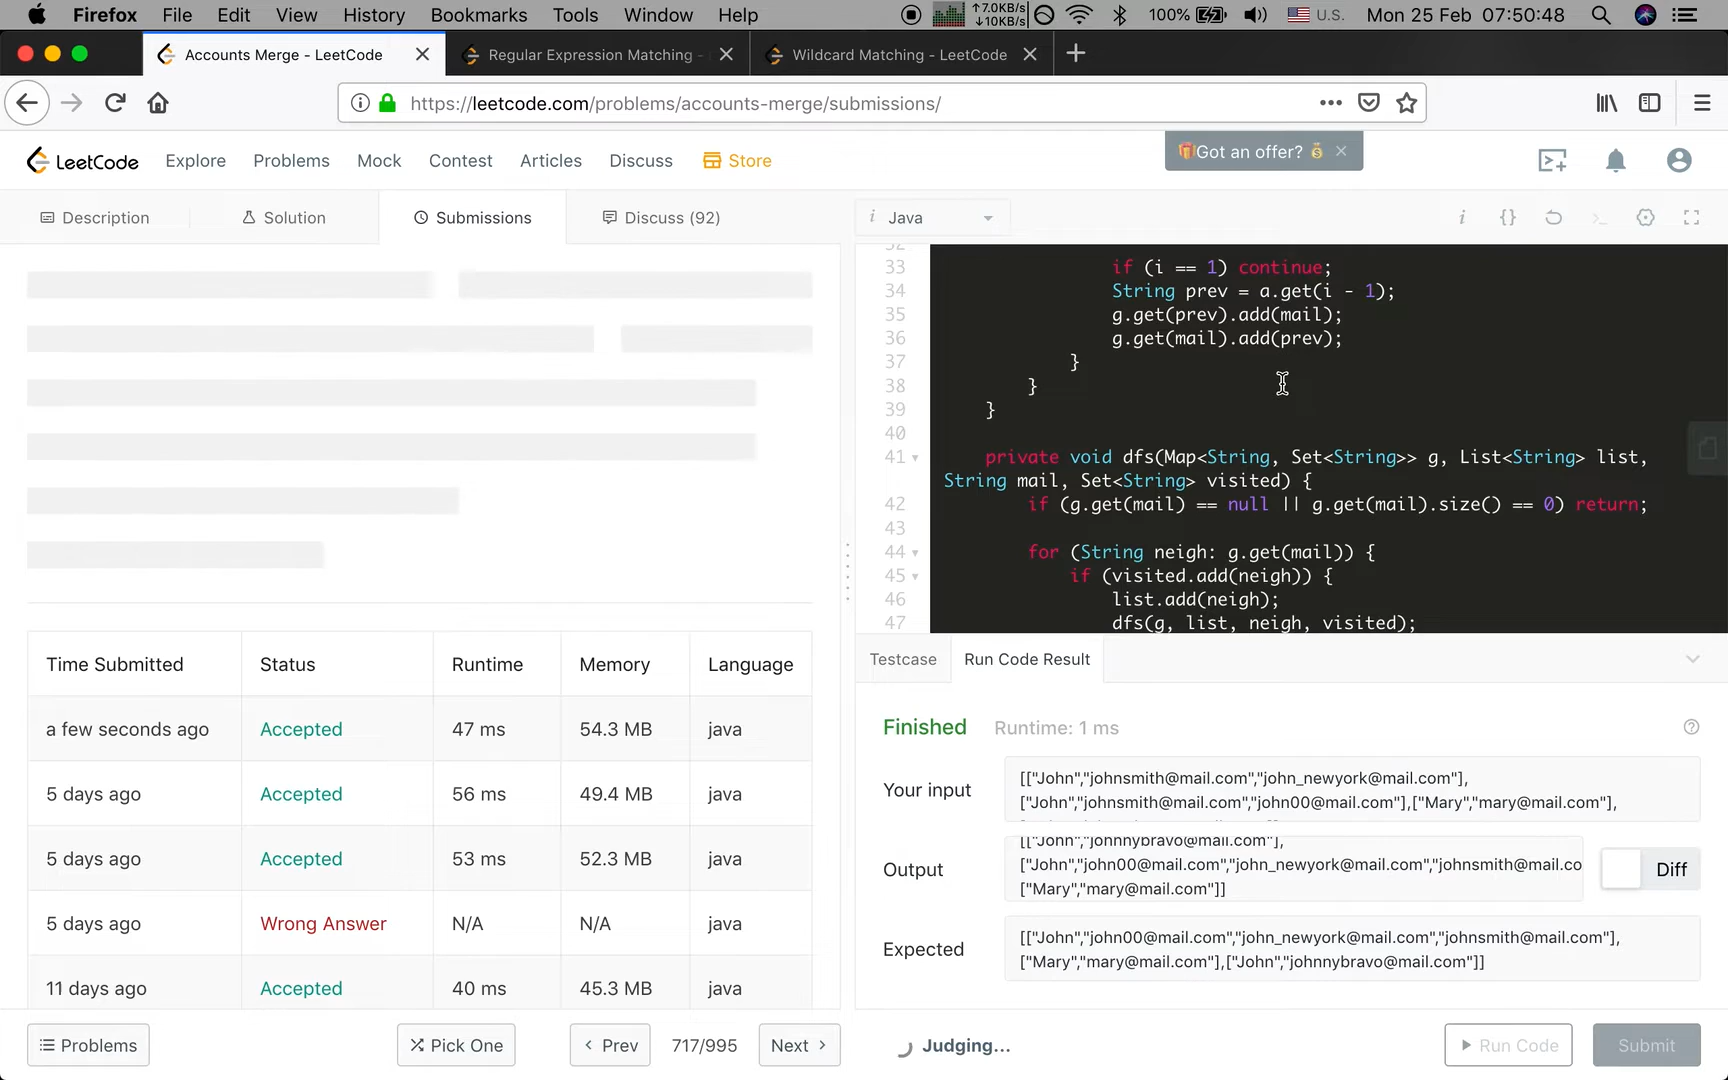 Firefox File Edit View History Bookmarks Tools Window Help
↑7.0KB/s
↓10KB/s
100% U.S. Mon 25 Feb 07:50:48
Accounts Merge - LeetCode
Regular Expression Matching -
Wildcard Matching - LeetCode
https://leetcode.com/problems/accounts-merge/submissions/
LeetCode Explore Problems Mock Contest Articles Discuss Store
Got an offer?
Description Solution Submissions Discuss (92)
i Java
i {}
32
33 if (i == 1) continue;
34 String prev = a.get(i - 1);
35 g.get(prev).add(mail);
36 g.get(mail).add(prev);
37 }
38 }
39 }
40
41 private void dfs(Map<String, Set<String>> g, List<String> list,
String mail, Set<String> visited) {
42 if (g.get(mail) == null || g.get(mail).size() == 0) return;
43
44 for (String neigh: g.get(mail)) {
45 if (visited.add(neigh)) {
46 list.add(neigh);
47 dfs(g, list, neigh, visited);
Time Submitted Status Runtime Memory Language
a few seconds ago Accepted 47 ms 54.3 MB java
5 days ago Accepted 56 ms 49.4 MB java
5 days ago Accepted 53 ms 52.3 MB java
5 days ago Wrong Answer N/A N/A java
11 days ago Accepted 40 ms 45.3 MB java
Testcase Run Code Result
Finished Runtime: 1 ms
Your input
[["John","johnsmith@mail.com","john_newyork@mail.com"],
["John","johnsmith@mail.com","john00@mail.com"],["Mary","mary@mail.com"],
Output
[["John","johnnybravo@mail.com"],
["John","john00@mail.com","john_newyork@mail.com","johnsmith@mail.co
["Mary","mary@mail.com"]]
Diff
Expected
[["John","john00@mail.com","john_newyork@mail.com","johnsmith@mail.com"],
["Mary","mary@mail.com"],["John","johnnybravo@mail.com"]]
Problems Pick One Prev 717/995 Next
Judging...
Run Code Submit